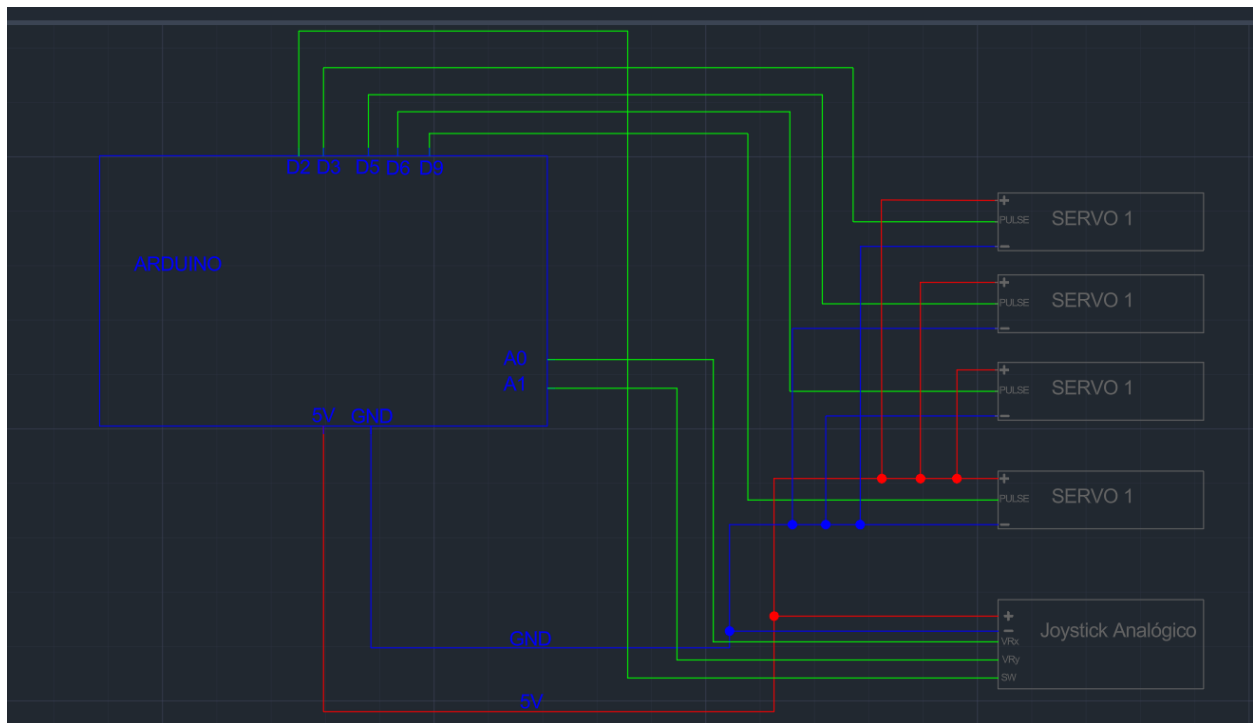 D2 D3 D5 D6 D9
ARDUINO
A0
A1
5V GND
GND
5V
+
PULSE
SERVO 1
−
+
PULSE
SERVO 1
−
+
PULSE
SERVO 1
−
+
PULSE
SERVO 1
−
+
−
Joystick Analógico
VRx
VRy
SW